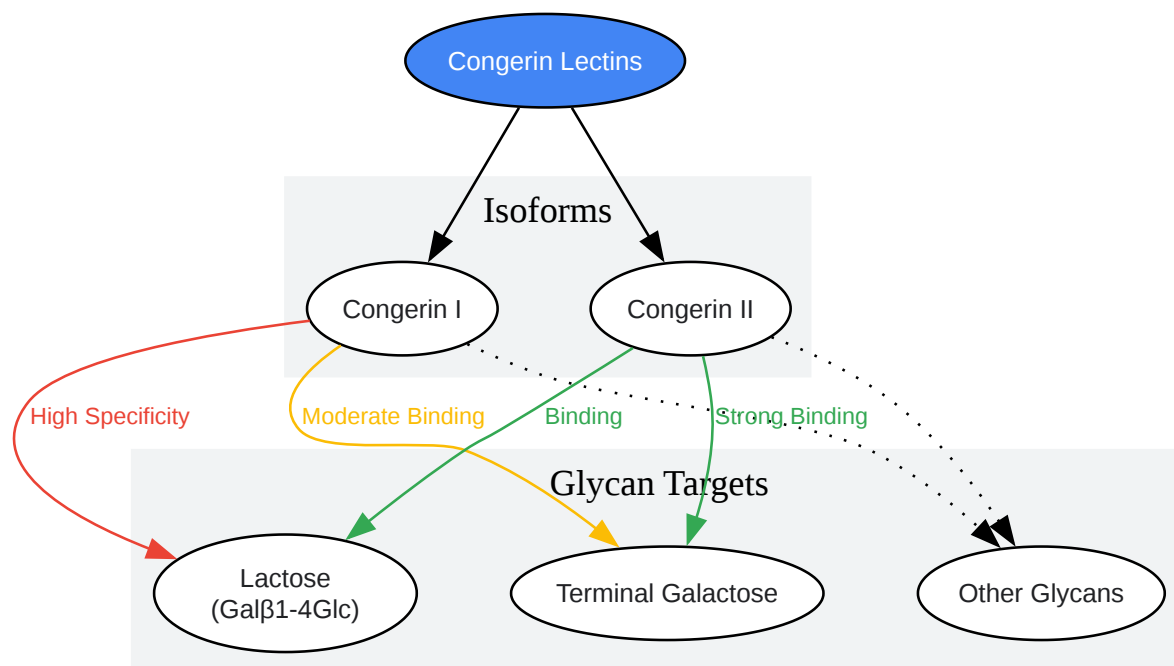 Congerin Lectins
Isoforms
Congerin I
Congerin II
High Specificity
Moderate Binding
Binding
Strong Binding
Glycan Targets
Lactose
(Galβ1-4Glc)
Terminal Galactose
Other Glycans